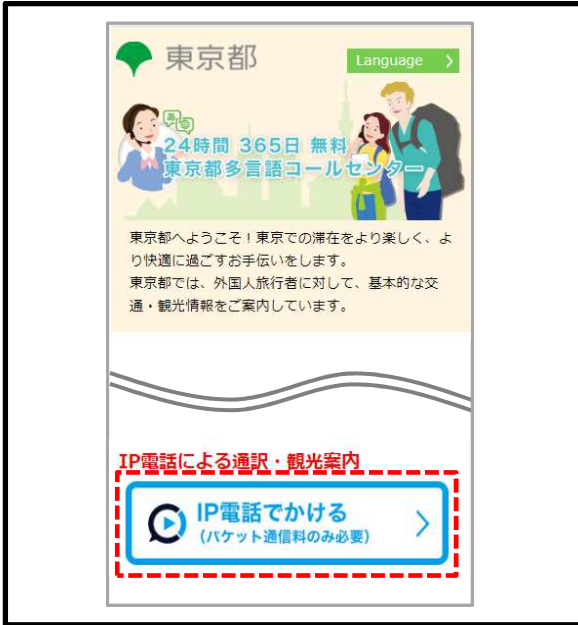 東京都
Language
あ
24時間 365日 無料
東京都多言語コールセンター
東京都へようこそ！東京での滞在をより楽しく、よ
り快適に過ごすお手伝いをします。
東京都では、外国人旅行者に対して、基本的な交
通・観光情報をご案内しています。
IP電話による通訳・観光案内
IP電話でかける
(パケット通信料のみ必要)